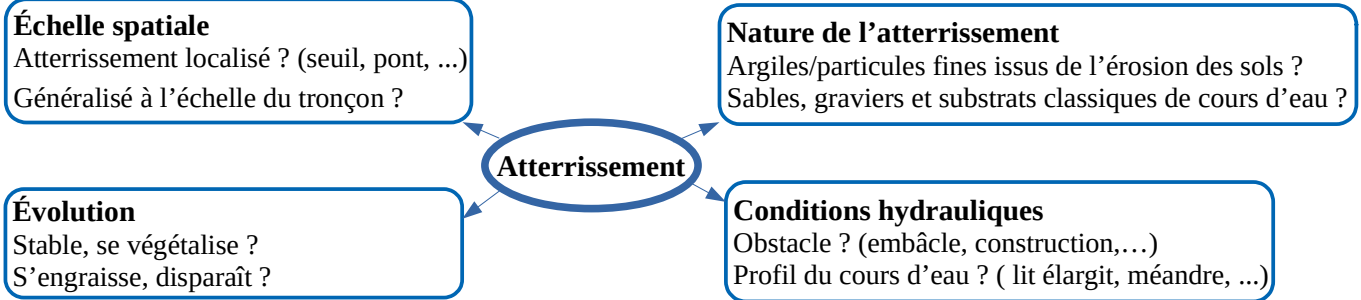 Échelle spatiale
Atterrissement localisé ? (seuil, pont, ...)
Généralisé à l’échelle du tronçon ?
Nature de l’atterrissement
Argiles/particules fines issus de l’érosion des sols ?
Sables, graviers et substrats classiques de cours d’eau ?
Atterrissement
Évolution
Stable, se végétalise ?
S’engraisse, disparaît ?
Conditions hydrauliques
Obstacle ? (embâcle, construction,…)
Profil du cours d’eau ? ( lit élargit, méandre, ...)